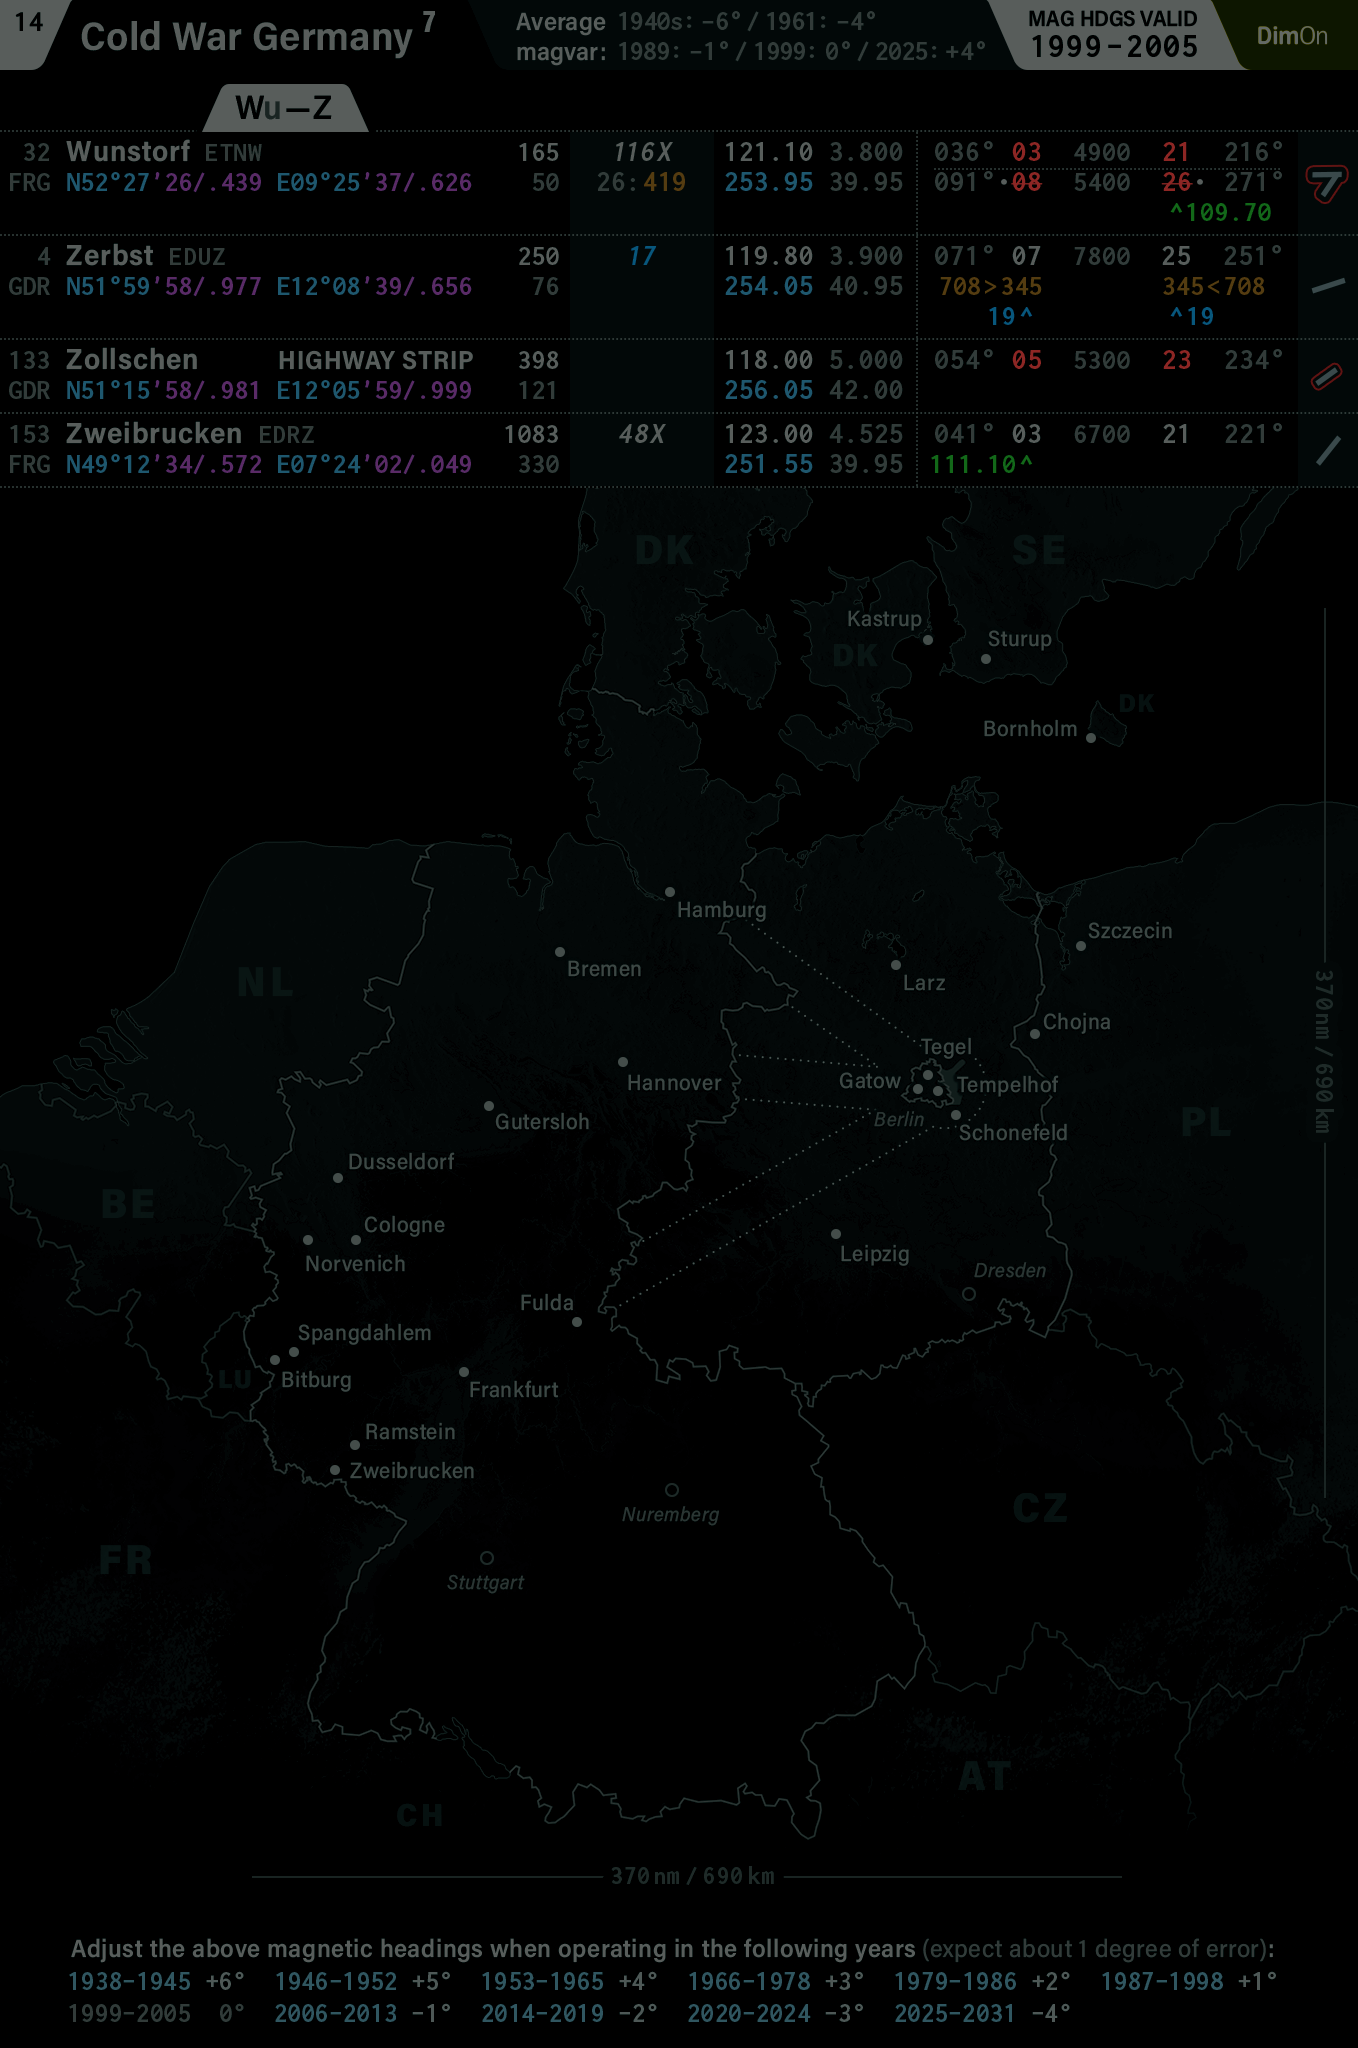 14 Cold War Germany 7
Average 1940s: −6° / 1961: −4°
magvar: 1989: −1° / 1999: 0° / 2025: +4°
MAG HDGS VALID
1999–2005
DimOn
Wu—Z
32 Wunstorf ETNW 165 116X 121.10 3.800 036° 03 4900 21 216°
FRG N52°27'26/.439 E09°25'37/.626 50 26:419 253.95 39.95 091° •08 5400 26• 271°
^109.70
4 Zerbst EDUZ 250 17 119.80 3.900 071° 07 7800 25 251°
GDR N51°59'58/.977 E12°08'39/.656 76 254.05 40.95 708>345 345<708
19^ ^19
133 Zollschen HIGHWAY STRIP 398 118.00 5.000 054° 05 5300 23 234°
GDR N51°15'58/.981 E12°05'59/.999 121 256.05 42.00
153 Zweibrucken EDRZ 1083 48X 123.00 4.525 041° 03 6700 21 221°
FRG N49°12'34/.572 E07°24'02/.049 330 251.55 39.95 111.10^
DK
SE
Kastrup
Sturup
DK
DK
Bornholm
Hamburg
Szczecin
Bremen
NL
Larz
370nm / 690km
Chojna
Tegel
Hannover
Gatow
Tempelhof
Gutersloh
Berlin
PL
Schonefeld
Dusseldorf
BE
Cologne
Leipzig
Norvenich
Dresden
Fulda
Spangdahlem
LU
Bitburg
Frankfurt
Ramstein
Zweibrucken
CZ
Nuremberg
FR
Stuttgart
AT
CH
370nm / 690km
Adjust the above magnetic headings when operating in the following years (expect about 1 degree of error):
1938–1945 +6° 1946–1952 +5° 1953–1965 +4° 1966–1978 +3° 1979–1986 +2° 1987–1998 +1°
1999–2005 0° 2006–2013 −1° 2014–2019 −2° 2020–2024 −3° 2025–2031 −4°